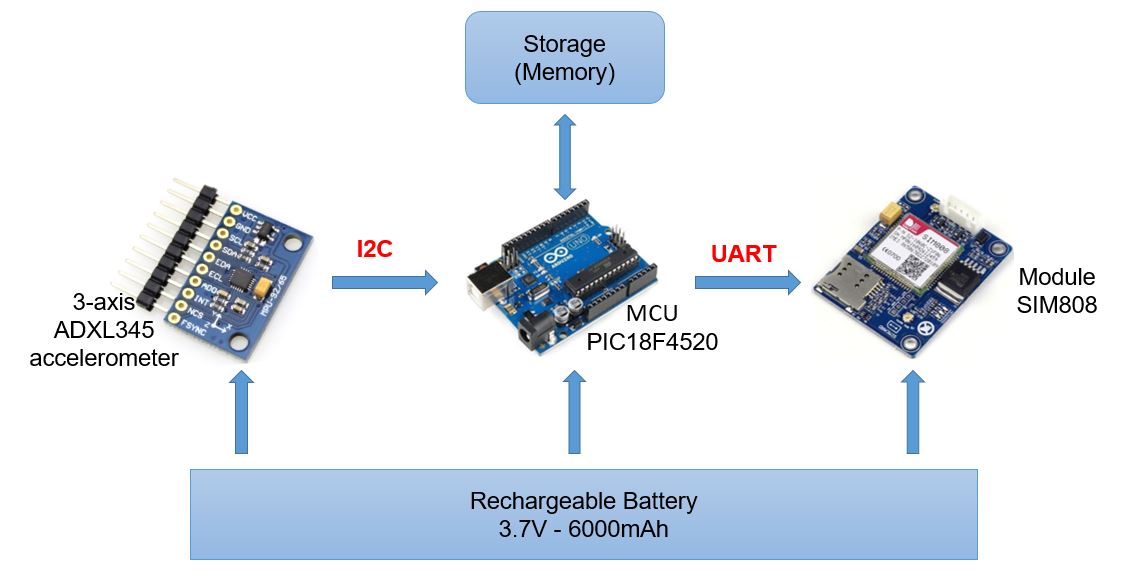 Storage
(Memory)
I2C
UART
3-axis
ADXL345
accelerometer
VCC
GND
SCL
SDA
EDA
ECL
ADO
INT
NCS
FSYNC
MPU-92/65
Y
Z X
UNO
ARDUINO
MCU
PIC18F4520
SIM808
Module
SIM808
Rechargeable Battery
3.7V - 6000mAh